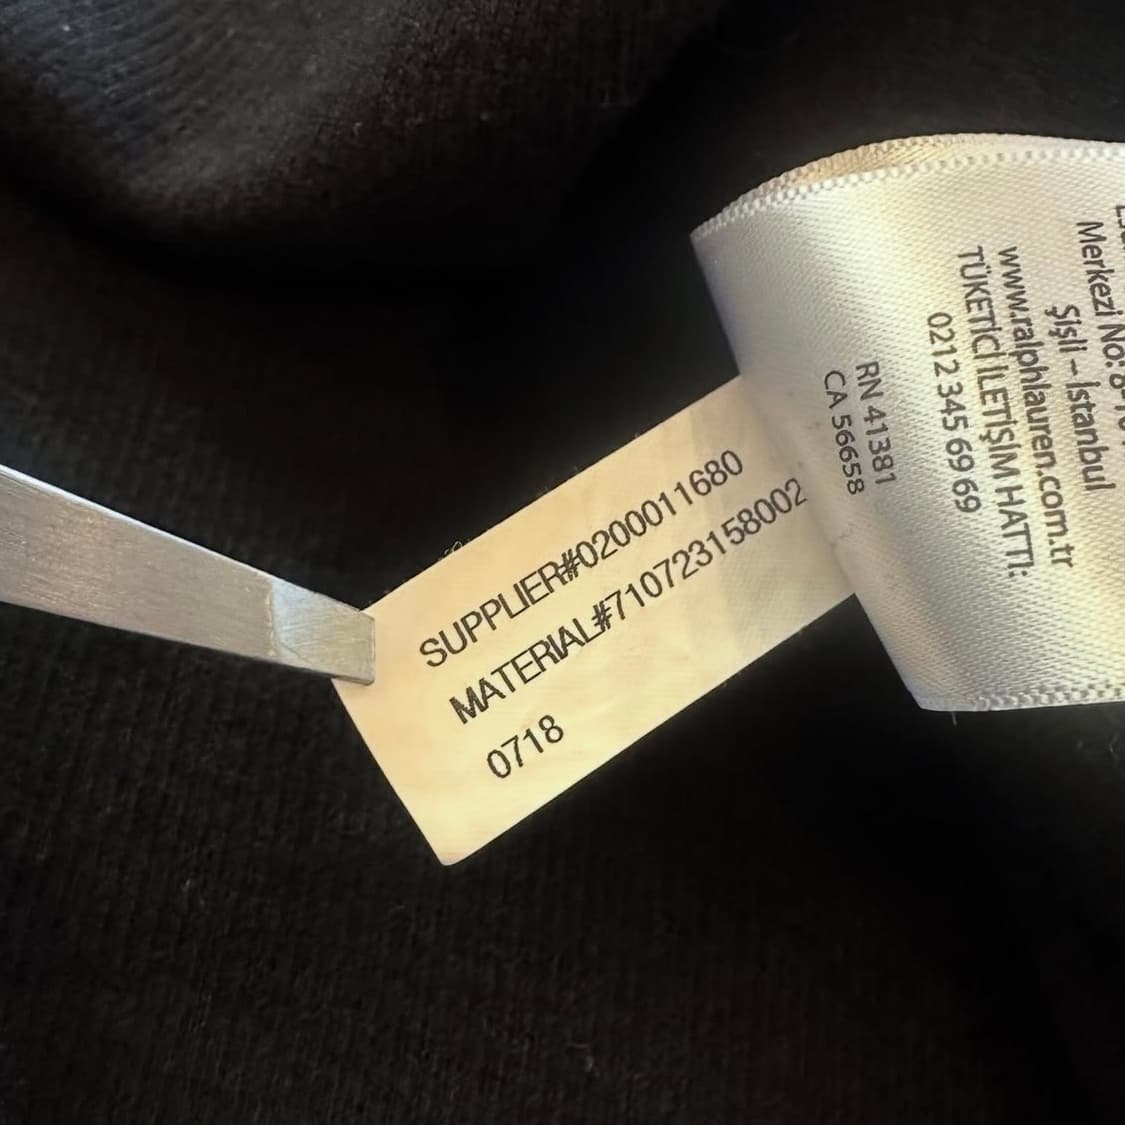 SUPPLIER#0200011680
MATERIAL#710723158002
0718
RN 41381
CA 56658
Merkezi No:
Şişli – İstanbul
www.ralphlauren.com.tr
TÜKETİCİ İLETİŞİM HATTI:
0212 345 69 69